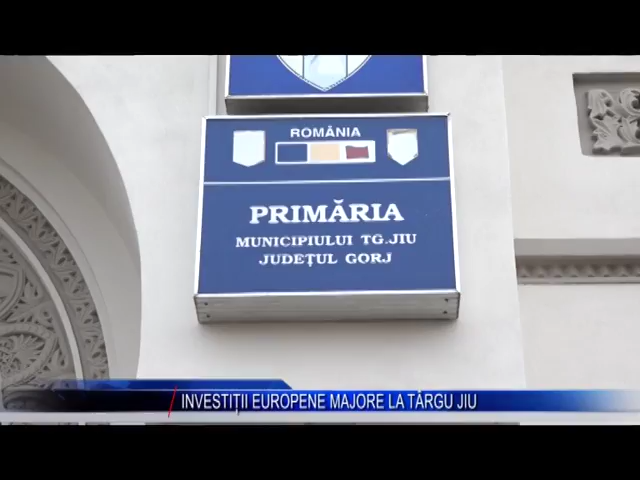 ROMÂNIA
PRIMĂRIA
MUNICIPIULUI TG.JIU
JUDEȚUL GORJ
INVESTIȚII EUROPENE MAJORE LA TÂRGU JIU